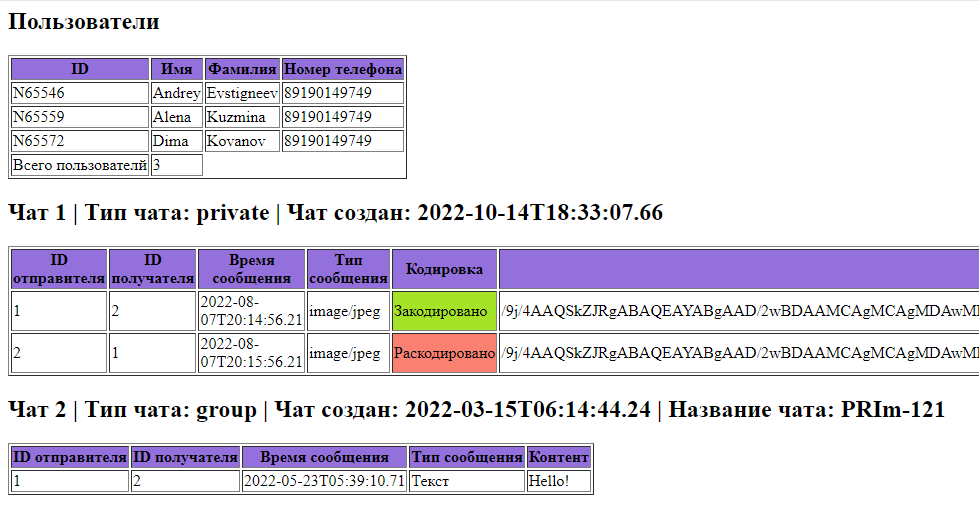 Пользователи
ID Имя Фамилия Номер телефона
N65546 Andrey Evstigneev 89190149749
N65559 Alena Kuzmina 89190149749
N65572 Dima Kovanov 89190149749
Всего пользователй 3
Чат 1 | Тип чата: private | Чат создан: 2022-10-14T18:33:07.66
ID отправителя ID получателя Время сообщения Тип сообщения Кодировка
1 2 2022-08-07T20:14:56.21 image/jpeg Закодировано /9j/4AAQSkZJRgABAQEAYABgAAD/2wBDAAMCAgMCAgMDAwM
2 1 2022-08-07T20:15:56.21 image/jpeg Раскодировано /9j/4AAQSkZJRgABAQEAYABgAAD/2wBDAAMCAgMCAgMDAwM
Чат 2 | Тип чата: group | Чат создан: 2022-03-15T06:14:44.24 | Название чата: PRIm-121
ID отправителя ID получателя Время сообщения Тип сообщения Контент
1 2 2022-05-23T05:39:10.71 Текст Hello!